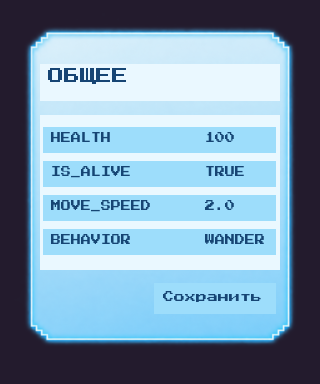 ОБЩЕЕ
HEALTH 100
IS_ALIVE TRUE
MOVE_SPEED 2.0
BEHAVIOR WANDER
Сохранить